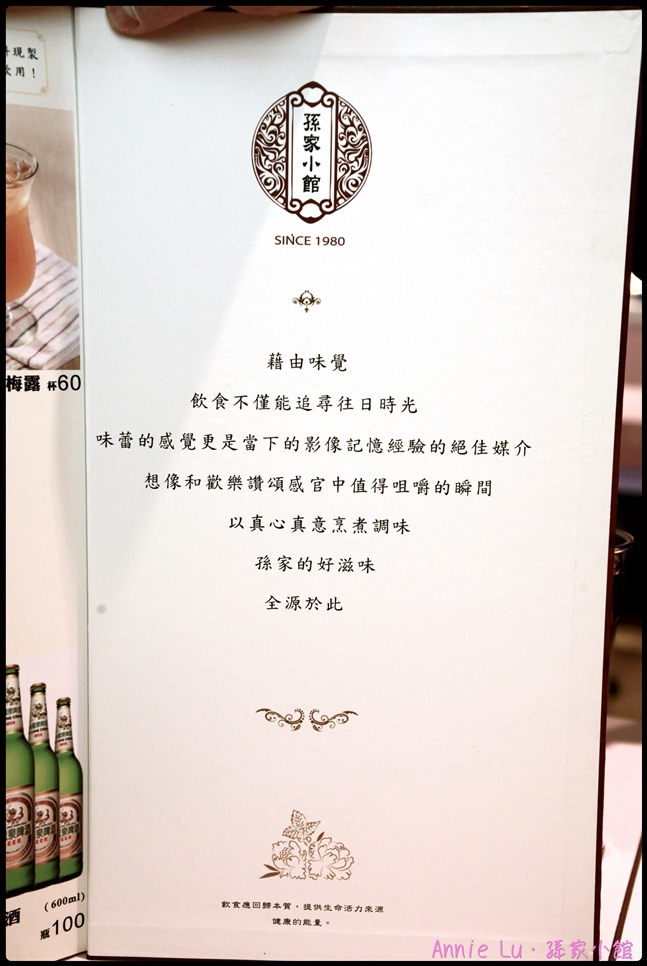 現製
飲用！
梅露 杯60
酒
(600ml)
瓶100
孫家小館
SINCE 1980
藉由味覺
飲食不僅能追尋往日時光
味蕾的感覺更是當下的影像記憶經驗的絕佳媒介
想像和歡樂讚頌感官中值得咀嚼的瞬間
以真心真意烹煮調味
孫家的好滋味
全源於此
飲食應回歸本質，提供生命活力來源
健康的能量。
Annie Lu·孫家小館